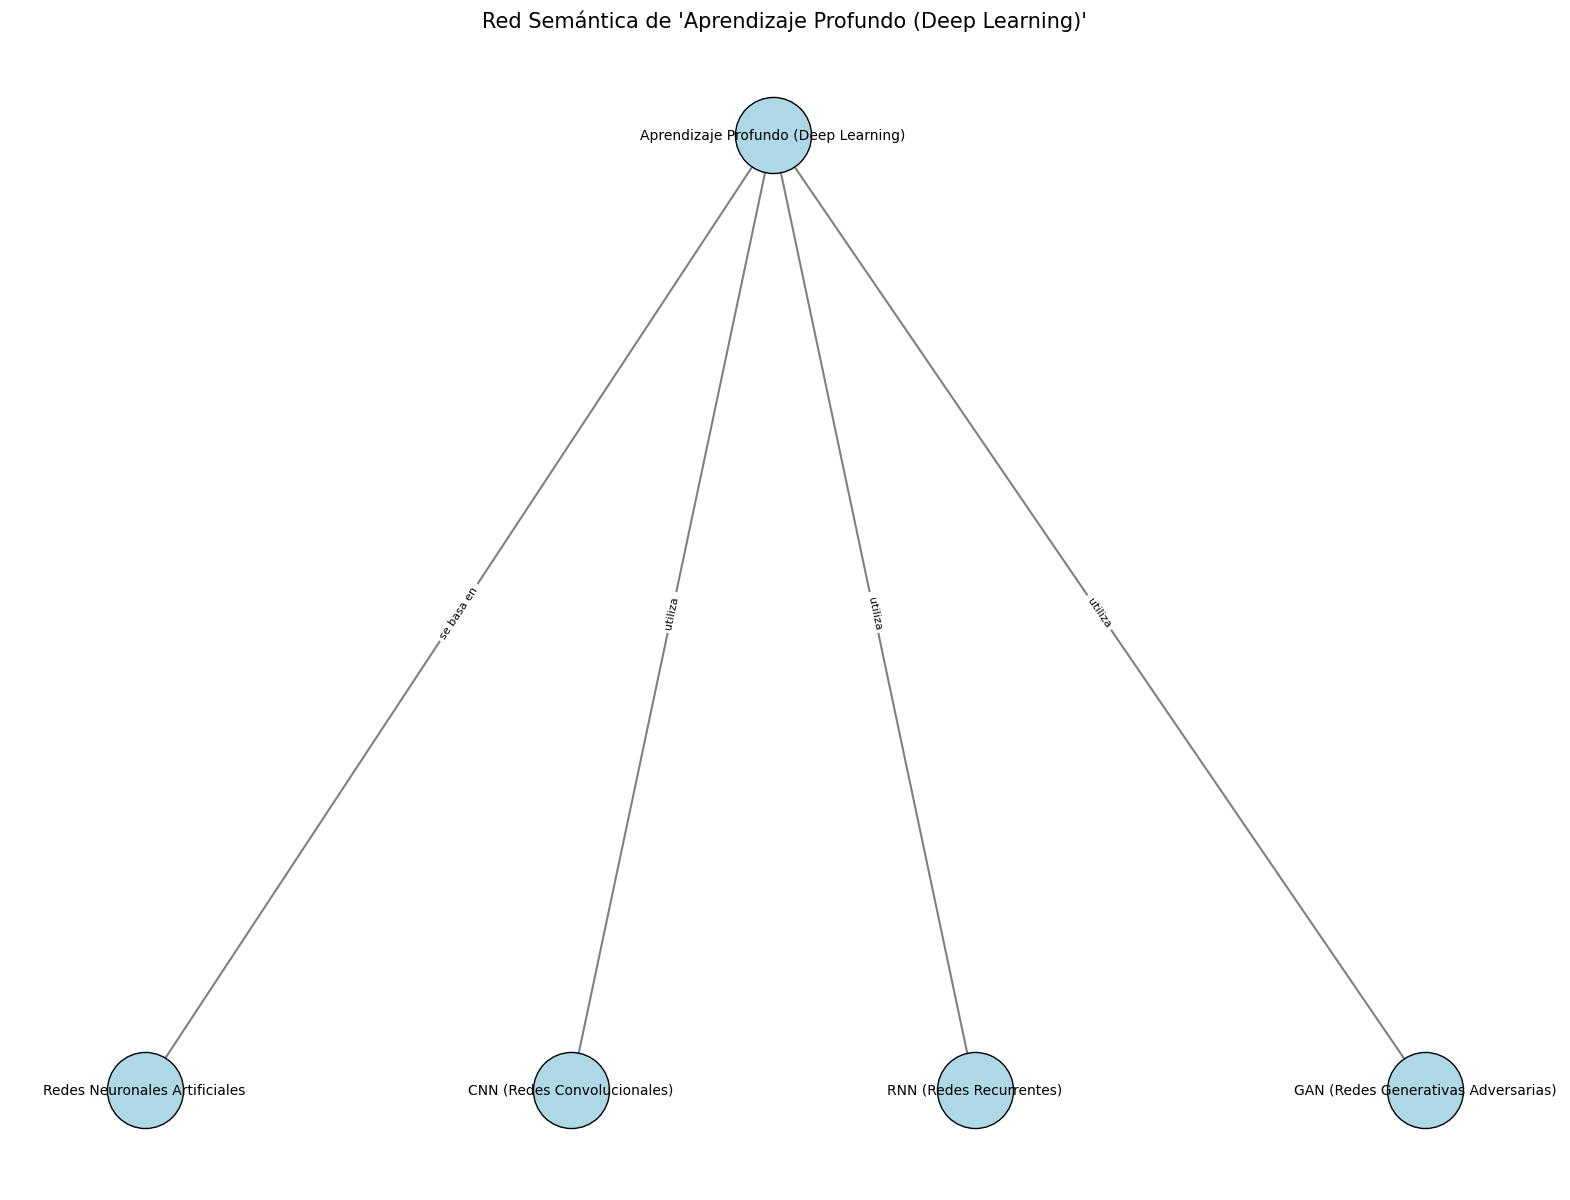 Red Semántica de 'Aprendizaje Profundo (Deep Learning)'
Aprendizaje Profundo (Deep Learning)
se basa en
utiliza
utiliza
utiliza
Redes Neuronales Artificiales
CNN (Redes Convolucionales)
RNN (Redes Recurrentes)
GAN (Redes Generativas Adversarias)